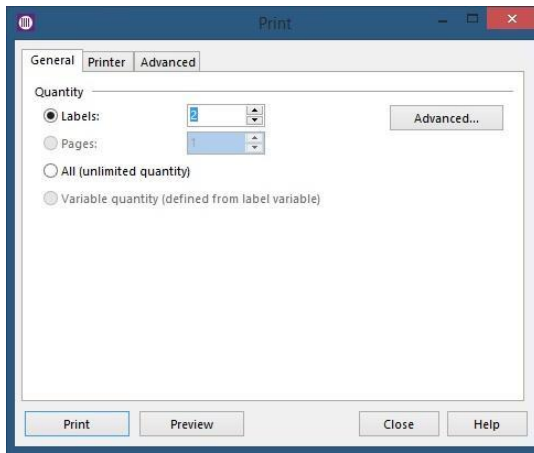 Print
General Printer Advanced
Quantity
Labels: 2 Advanced...
Pages: 1
All (unlimited quantity)
Variable quantity (defined from label variable)
Print Preview Close Help